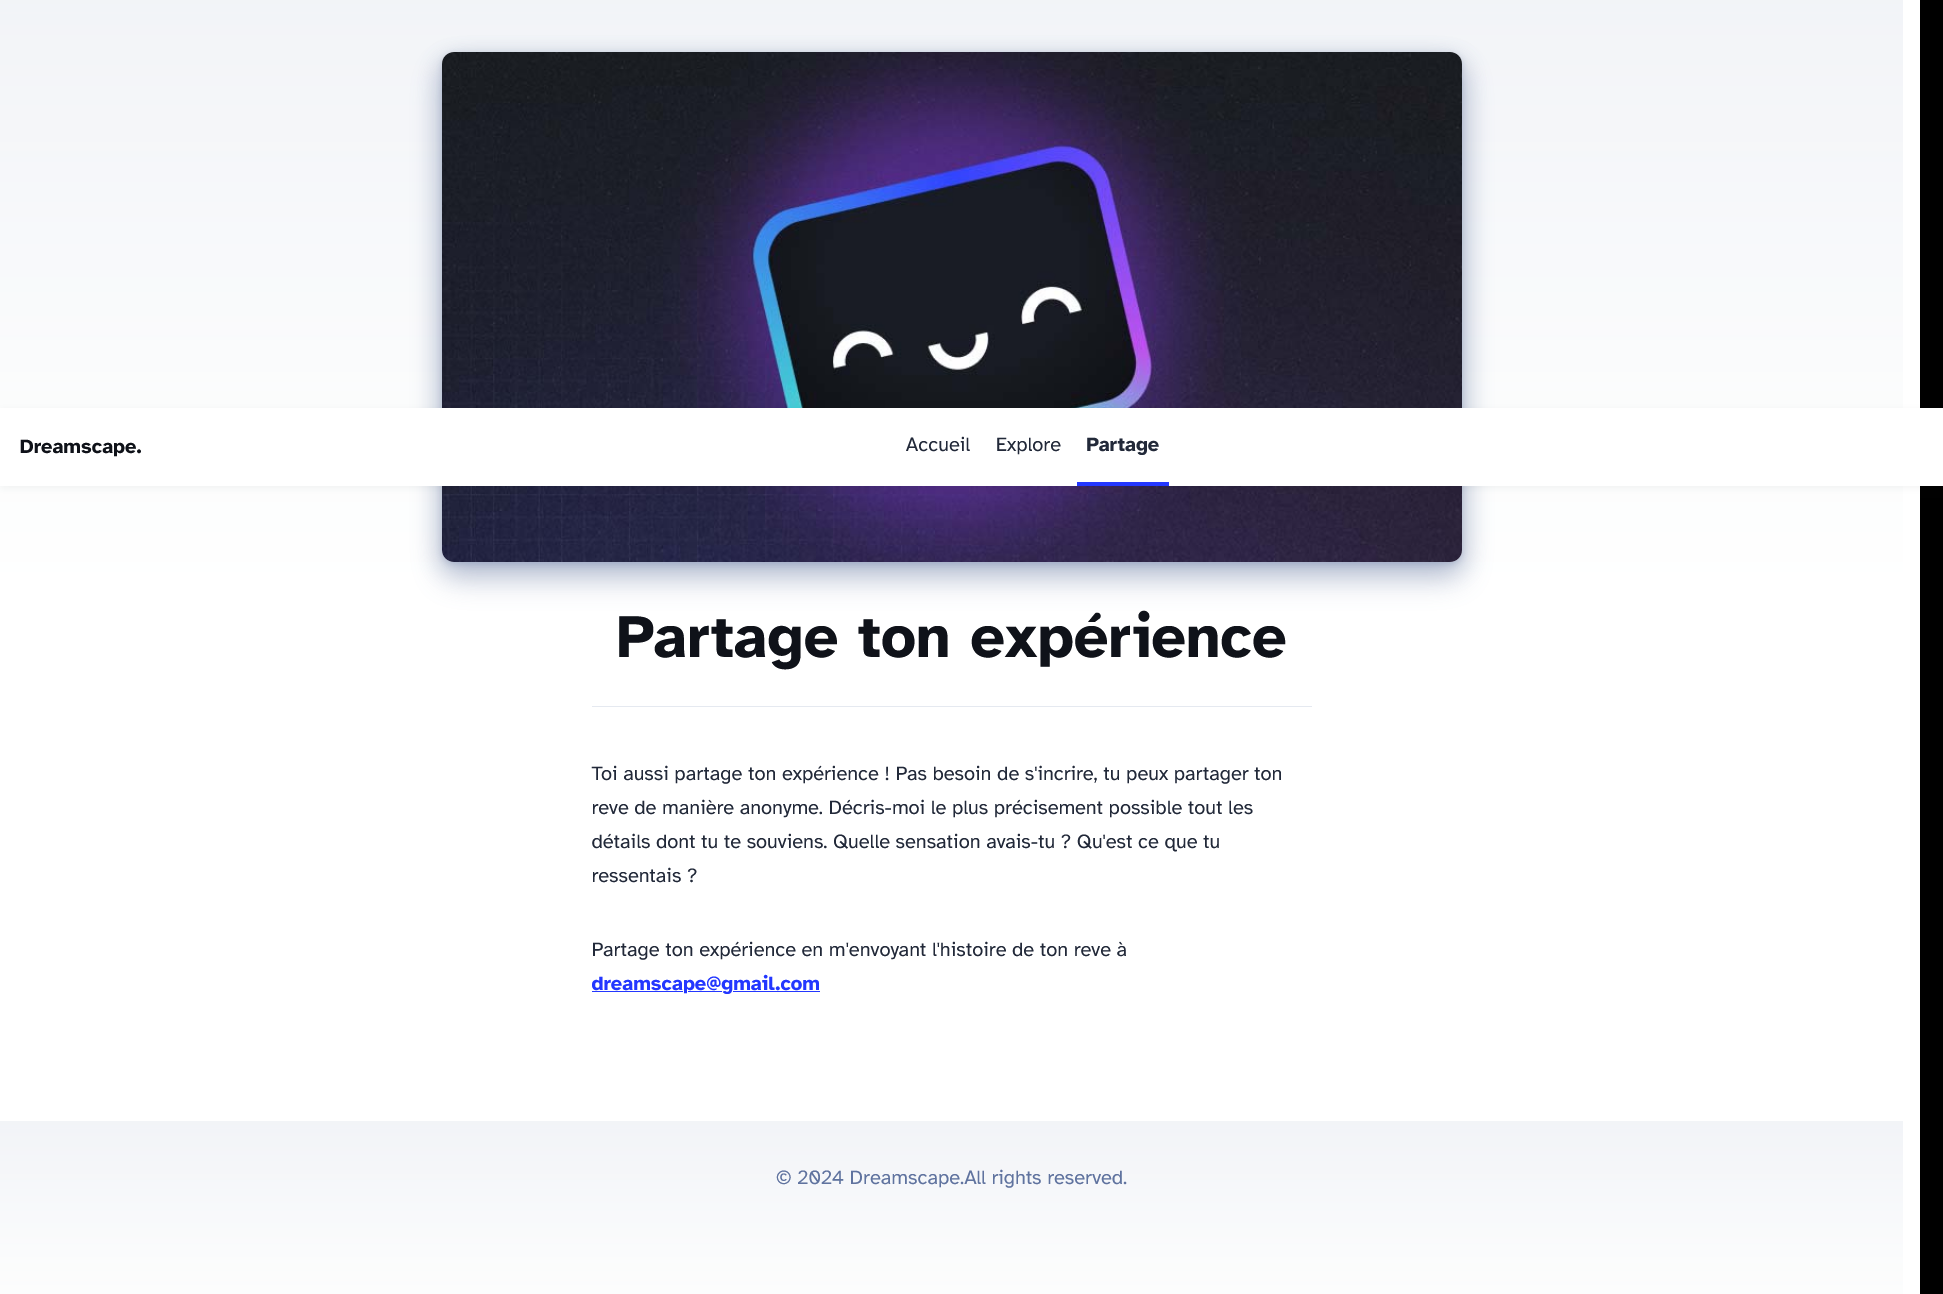 Dreamscape.
Accueil Explore Partage
Partage ton expérience
Toi aussi partage ton expérience ! Pas besoin de s'incrire, tu peux partager ton
reve de manière anonyme. Décris-moi le plus précisement possible tout les
détails dont tu te souviens. Quelle sensation avais-tu ? Qu'est ce que tu
ressentais ?
Partage ton expérience en m'envoyant l'histoire de ton reve à
dreamscape@gmail.com
© 2024 Dreamscape.All rights reserved.